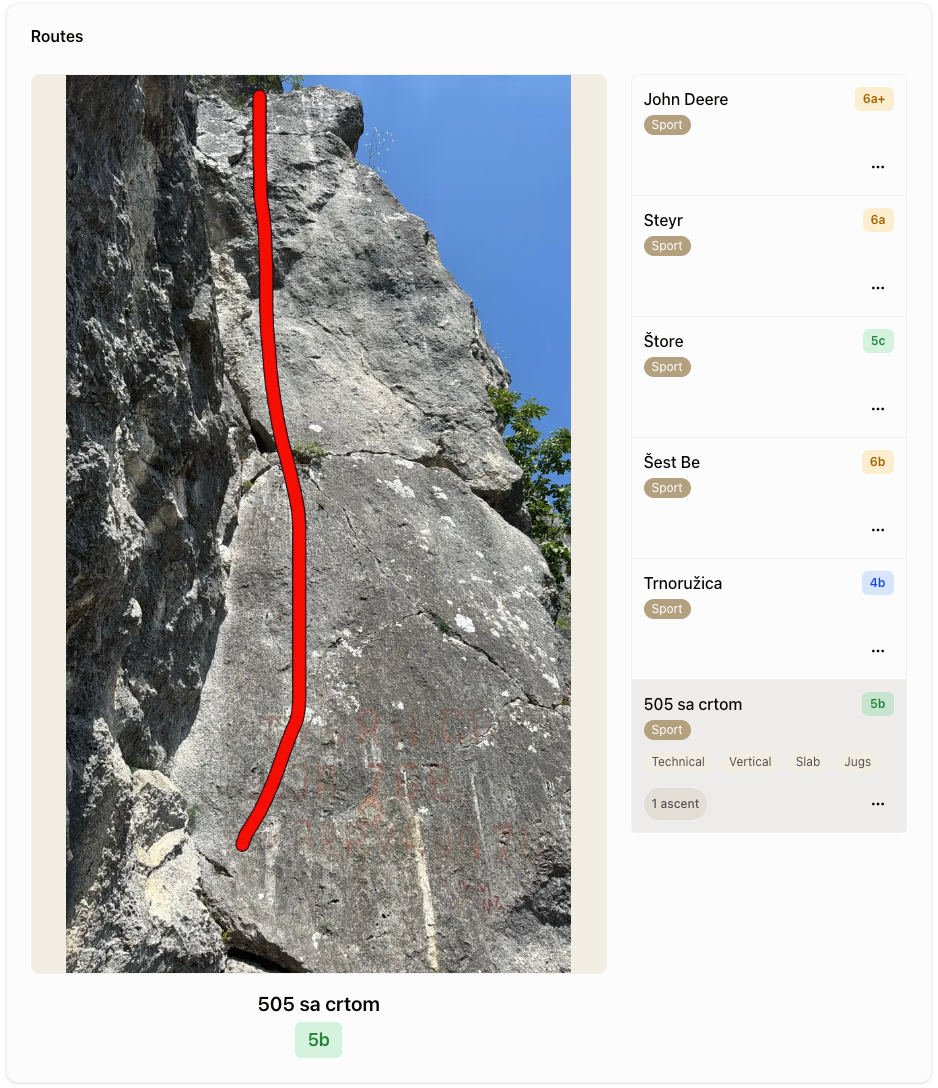 Routes
John Deere
6a+
Sport
...
Steyr
6a
Sport
...
Štore
5c
Sport
...
Šest Be
6b
Sport
...
Trnoružica
4b
Sport
...
505 sa crtom
5b
Sport
Technical Vertical Slab Jugs
1 ascent
...
505 sa crtom
5b